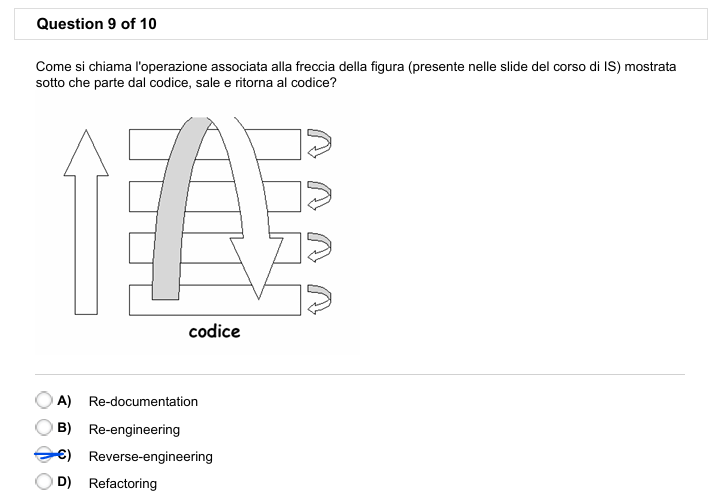 Question 9 of 10
Come si chiama l'operazione associata alla freccia della figura (presente nelle slide del corso di IS) mostrata
sotto che parte dal codice, sale e ritorna al codice?
codice
A) Re-documentation
B) Re-engineering
C) Reverse-engineering
D) Refactoring